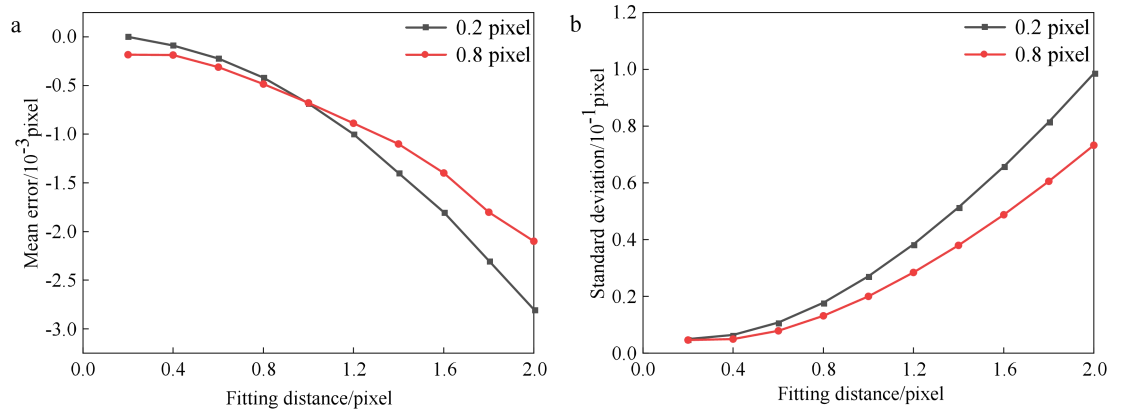 a
0.2 pixel
0.8 pixel
0.0
-0.5
-1.0
-1.5
-2.0
-2.5
-3.0
Mean error/10⁻³pixel
0.0 0.4 0.8 1.2 1.6 2.0
Fitting distance/pixel
b
0.2 pixel
0.8 pixel
1.2
1.0
0.8
0.6
0.4
0.2
0.0
Standard deviation/10⁻¹pixel
0.0 0.4 0.8 1.2 1.6 2.0
Fitting distance/pixel